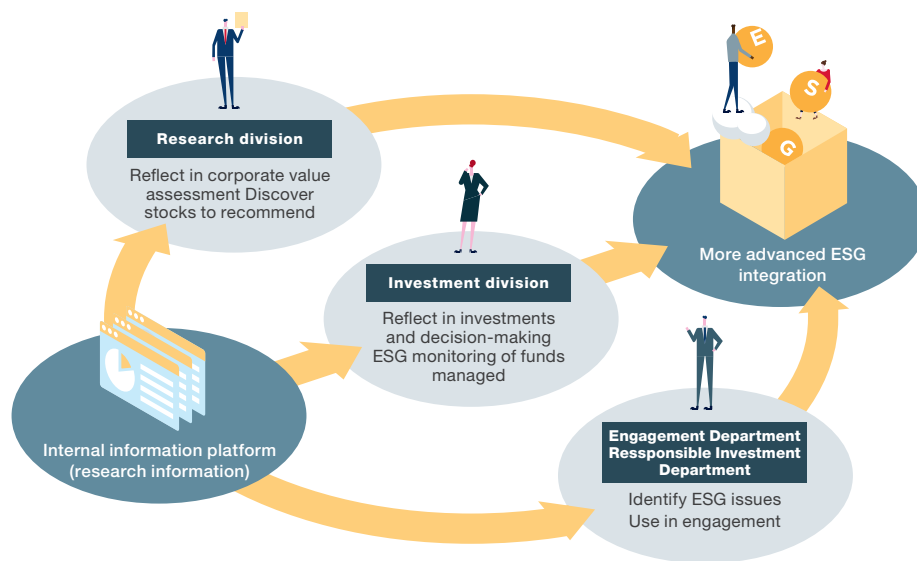 E
S
G
Research division
Reflect in corporate value
assessment Discover
stocks to recommend
More advanced ESG
integration
Investment division
Reflect in investments
and decision-making
ESG monitoring of funds
managed
Internal information platform
(research information)
Engagement Department
Ressponsible Investment
Department
Identify ESG issues
Use in engagement